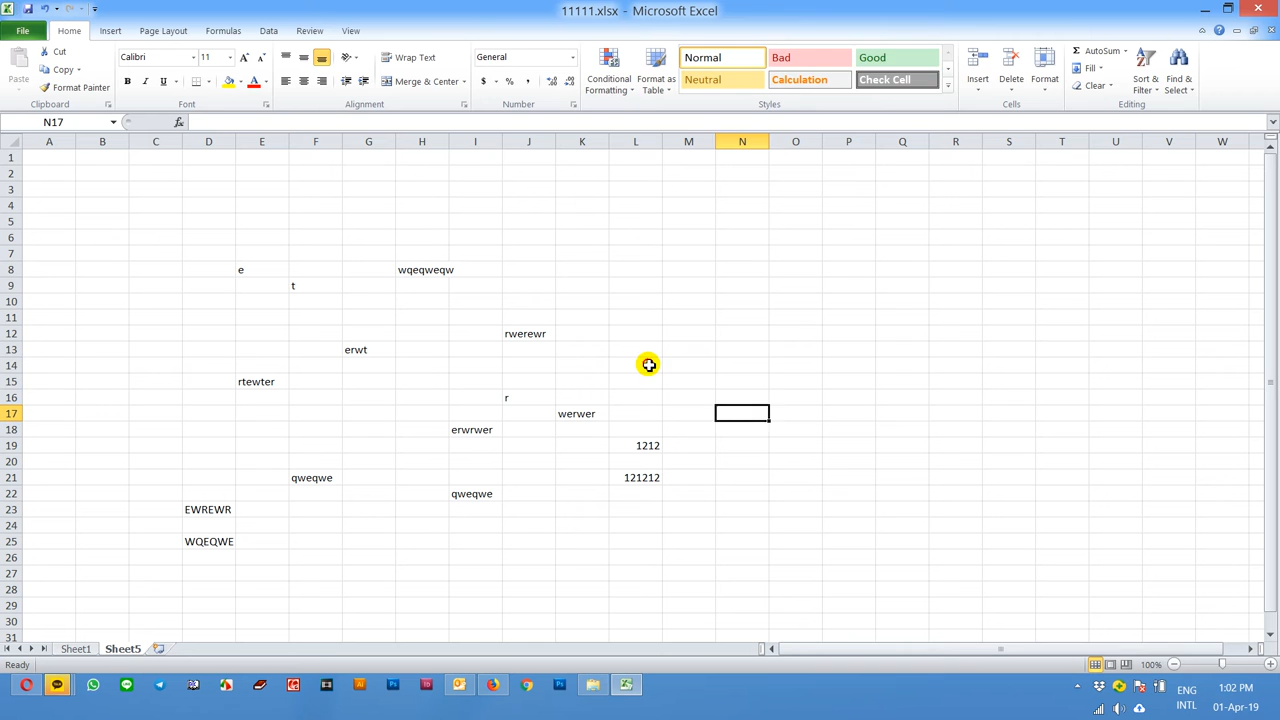 11111.xlsx - Microsoft Excel
File Home Insert Page Layout Formulas Data Review View
Paste Cut Copy Format Painter Clipboard
Calibri 11 Font
Wrap Text Merge & Center Alignment
General Number
Conditional Formatting Format as Table
Normal Bad Good
Neutral Calculation Check Cell
Styles
Insert Delete Format Cells
AutoSum Fill Clear Sort & Filter Find & Select Editing
N17 fx
A B C D E F G H I J K L M N O P Q R S T U V W
1
2
3
4
5
6
7
8 e wqeqweqw
9 t
10
11
12 rwerewr
13 erwt
14
15 rtewter
16 r
17 werwer
18 erwrwer
19 1212
20
21 qweqwe 121212
22 qweqwe
23 EWREWR
24
25 WQEQWE
26
27
28
29
30
31
Sheet1 Sheet5
Ready 100%
ENG 1:02 PM
INTL 01-Apr-19